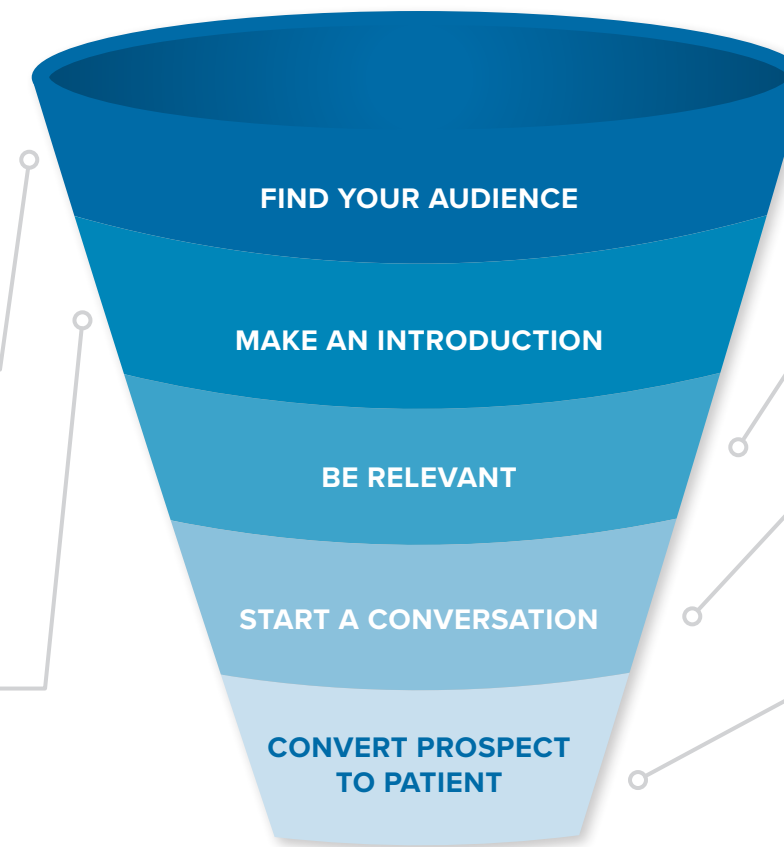 FIND YOUR AUDIENCE
MAKE AN INTRODUCTION
BE RELEVANT
START A CONVERSATION
CONVERT PROSPECT
TO PATIENT